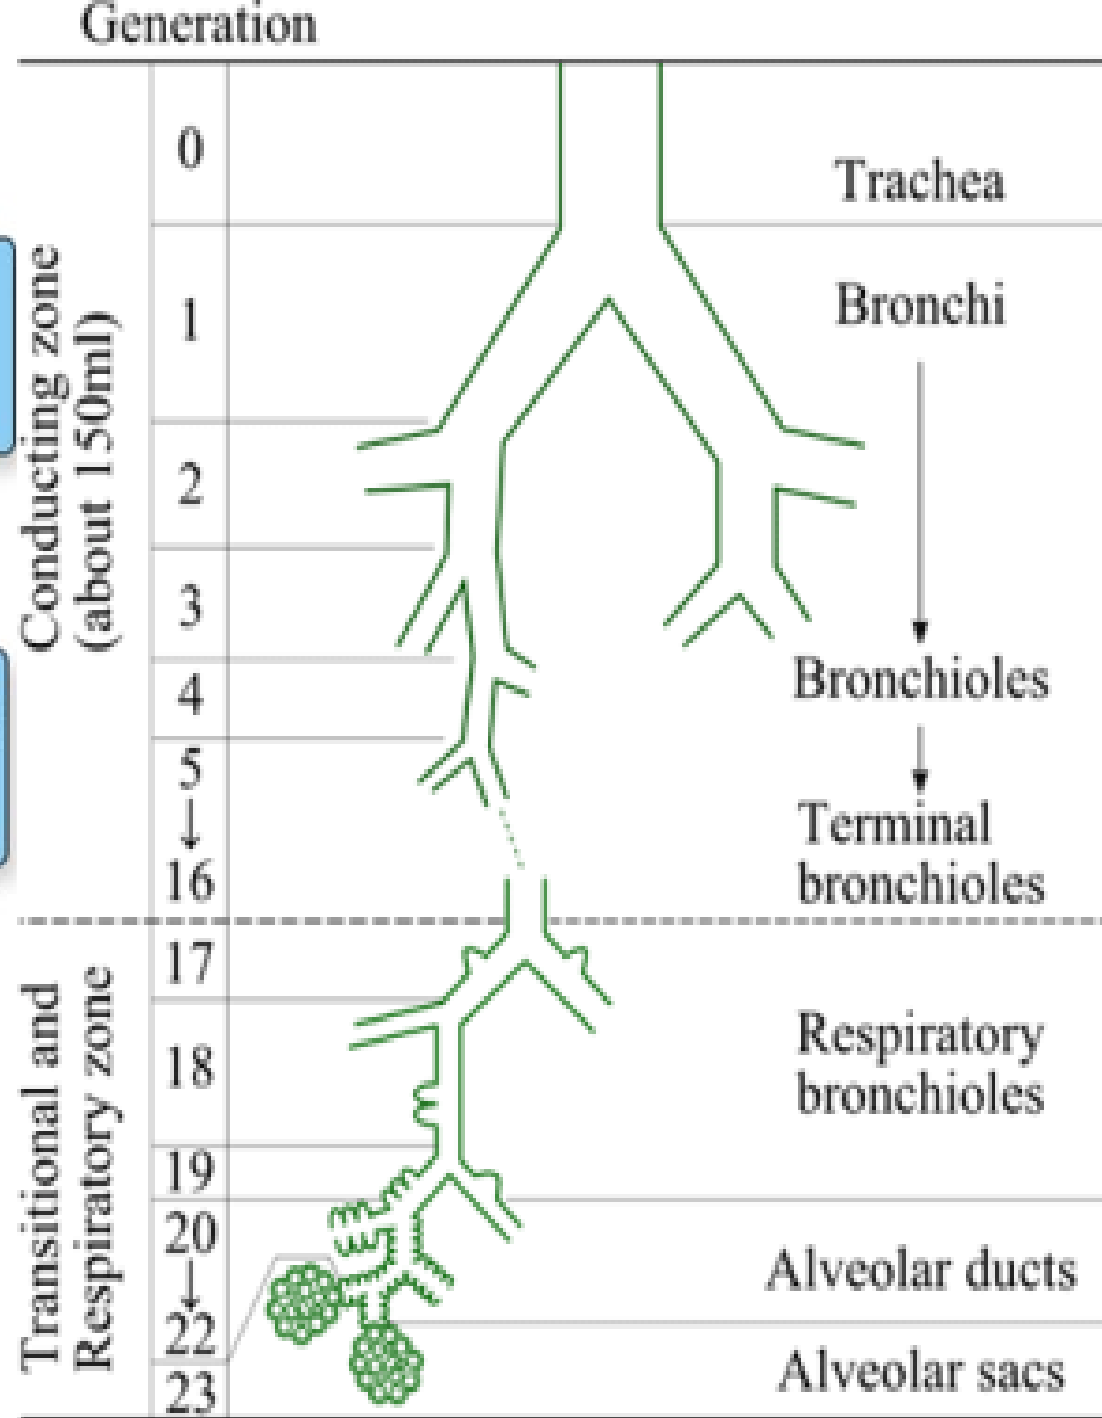 Generation
Conducting zone
(about 150ml)
0
Trachea
1
Bronchi
2
3
4
Bronchioles
5
Terminal
16
bronchioles
Transitional and
Respiratory zone
17
18
Respiratory
bronchioles
19
20
Alveolar ducts
22
23
Alveolar sacs